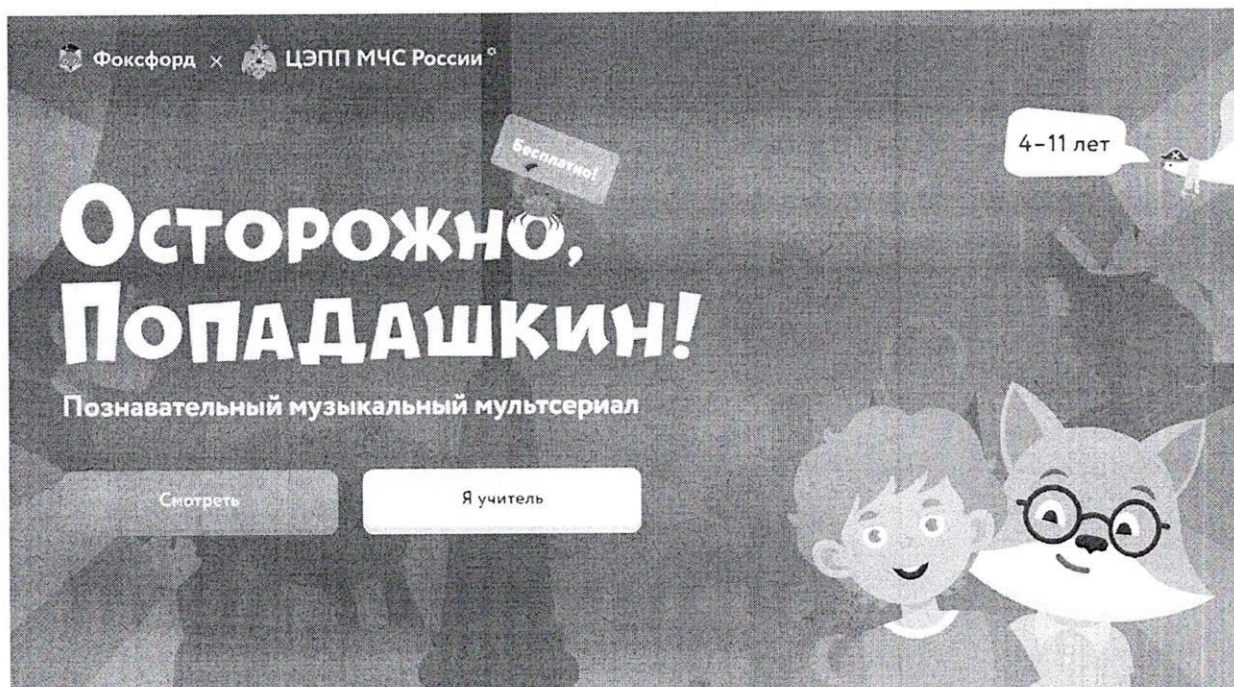 Фоксфорд × ЦЭПП МЧС России
Бесплатно!
4–11 лет
Осторожно,
Попадашкин!
Познавательный музыкальный мультсериал
Смотреть
Я учитель